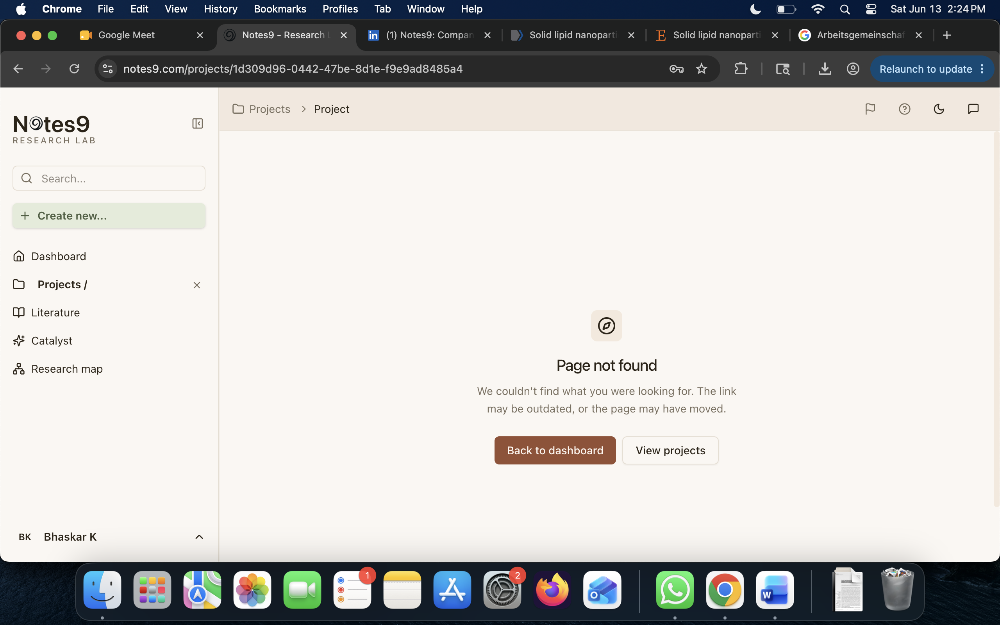 Chrome File Edit View History Bookmarks Profiles Tab Window Help Sat Jun 13 2:24 PM
Google Meet Notes9 - Research (1) Notes9: Compan Solid lipid nanoparti Solid lipid nanoparti Arbeitsgemeinschaf
notes9.com/projects/1d309d96-0442-47be-8d1e-f9e9ad8485a4 Relaunch to update
Notes9
RESEARCH LAB
Search...
Create new...
Dashboard
Projects /
Literature
Catalyst
Research map
BK Bhaskar K
Projects > Project
Page not found
We couldn't find what you were looking for. The link
may be outdated, or the page may have moved.
Back to dashboard View projects
1 2